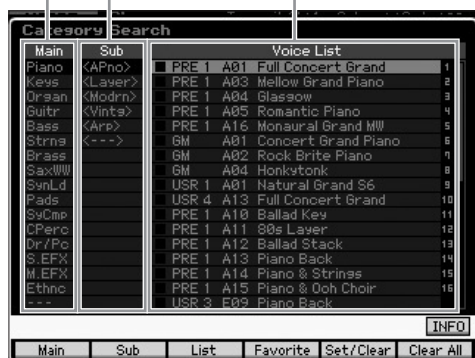 Category Search
Main Sub Voice List
Piano <APno> PRE 1 A01 Full Concert Grand 1
Keys <Layer> PRE 1 A03 Mellow Grand Piano 2
Organ <Modrn> PRE 1 A04 Glasgow 3
Guitr <Vintg> PRE 1 A05 Romantic Piano 4
Bass <Arp> PRE 1 A16 Monaural Grand MW 5
Strng <---> GM A01 Concert Grand Piano 6
Brass GM A02 Rock Brite Piano 7
SaxWW GM A04 Honkytonk 8
SynLd USR 1 A01 Natural Grand S6 9
Pads USR 4 A13 Full Concert Grand 10
SyCmp PRE 1 A10 Ballad Key 11
CPerc PRE 1 A11 80s Layer 12
Dr/Pc PRE 1 A12 Ballad Stack 13
S.EFX PRE 1 A13 Piano Back 14
M.EFX PRE 1 A14 Piano & Strings 15
Ethnc PRE 1 A15 Piano & Ooh Choir 16
--- USR 3 E09 Piano Back
INFO
Main Sub List Favorite Set/Clear Clear All